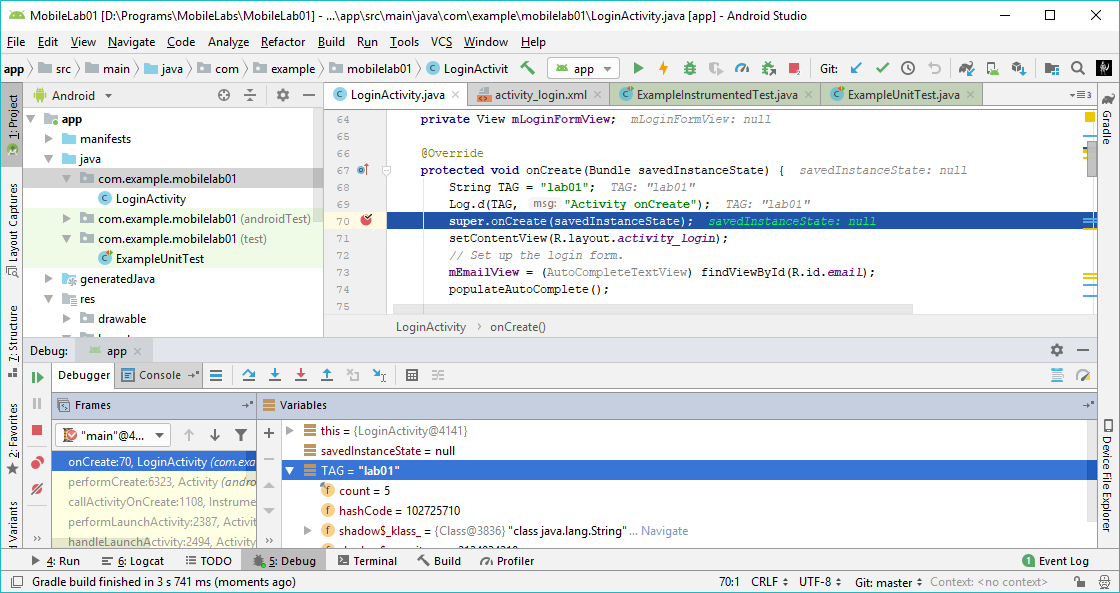 MobileLab01 [D:\Programs\MobileLabs\MobileLab01] - ...\app\src\main\java\com\example\mobilelab01\LoginActivity.java [app] - Android Studio
File Edit View Navigate Code Analyze Refactor Build Run Tools VCS Window Help
app src main java com example mobilelab01 LoginActivit app Git:
Android
LoginActivity.java activity_login.xml ExampleInstrumentedTest.java ExampleUnitTest.java 3
1: Project
Layout Captures
7: Structure
2: Favorites
d Variants
app
manifests
java
com.example.mobilelab01
LoginActivity
com.example.mobilelab01 (androidTest)
com.example.mobilelab01 (test)
ExampleUnitTest
generatedJava
res
drawable
64 private View mLoginFormView; mLoginFormView: null
65
66 @Override
67 protected void onCreate(Bundle savedInstanceState) { savedInstanceState: null
68 String TAG = "lab01"; TAG: "lab01"
69 Log.d(TAG, msg: "Activity onCreate"); TAG: "lab01"
70 super.onCreate(savedInstanceState); savedInstanceState: null
71 setContentView(R.layout.activity_login);
72 // Set up the login form.
73 mEmailView = (AutoCompleteTextView) findViewById(R.id.email);
74 populateAutoComplete();
75
LoginActivity › onCreate()
Gradle
Device File Explorer
Debug: app
Debugger Console
Frames
"main"@4...
onCreate:70, LoginActivity (com.exa
performCreate:6323, Activity (andro
callActivityOnCreate:1108, Instrume
performLaunchActivity:2387, Activit
handleLaunchActivity:2494, Activity
Variables
this = {LoginActivity@4141}
savedInstanceState = null
TAG = "lab01"
count = 5
hashCode = 102725710
shadow$_klass_ = {Class@3836} "class java.lang.String" ... Navigate
4: Run 6: Logcat TODO 5: Debug Terminal Build Profiler 1 Event Log
Gradle build finished in 3 s 741 ms (moments ago) 70:1 CRLF UTF-8 Git: master Context: <no context>